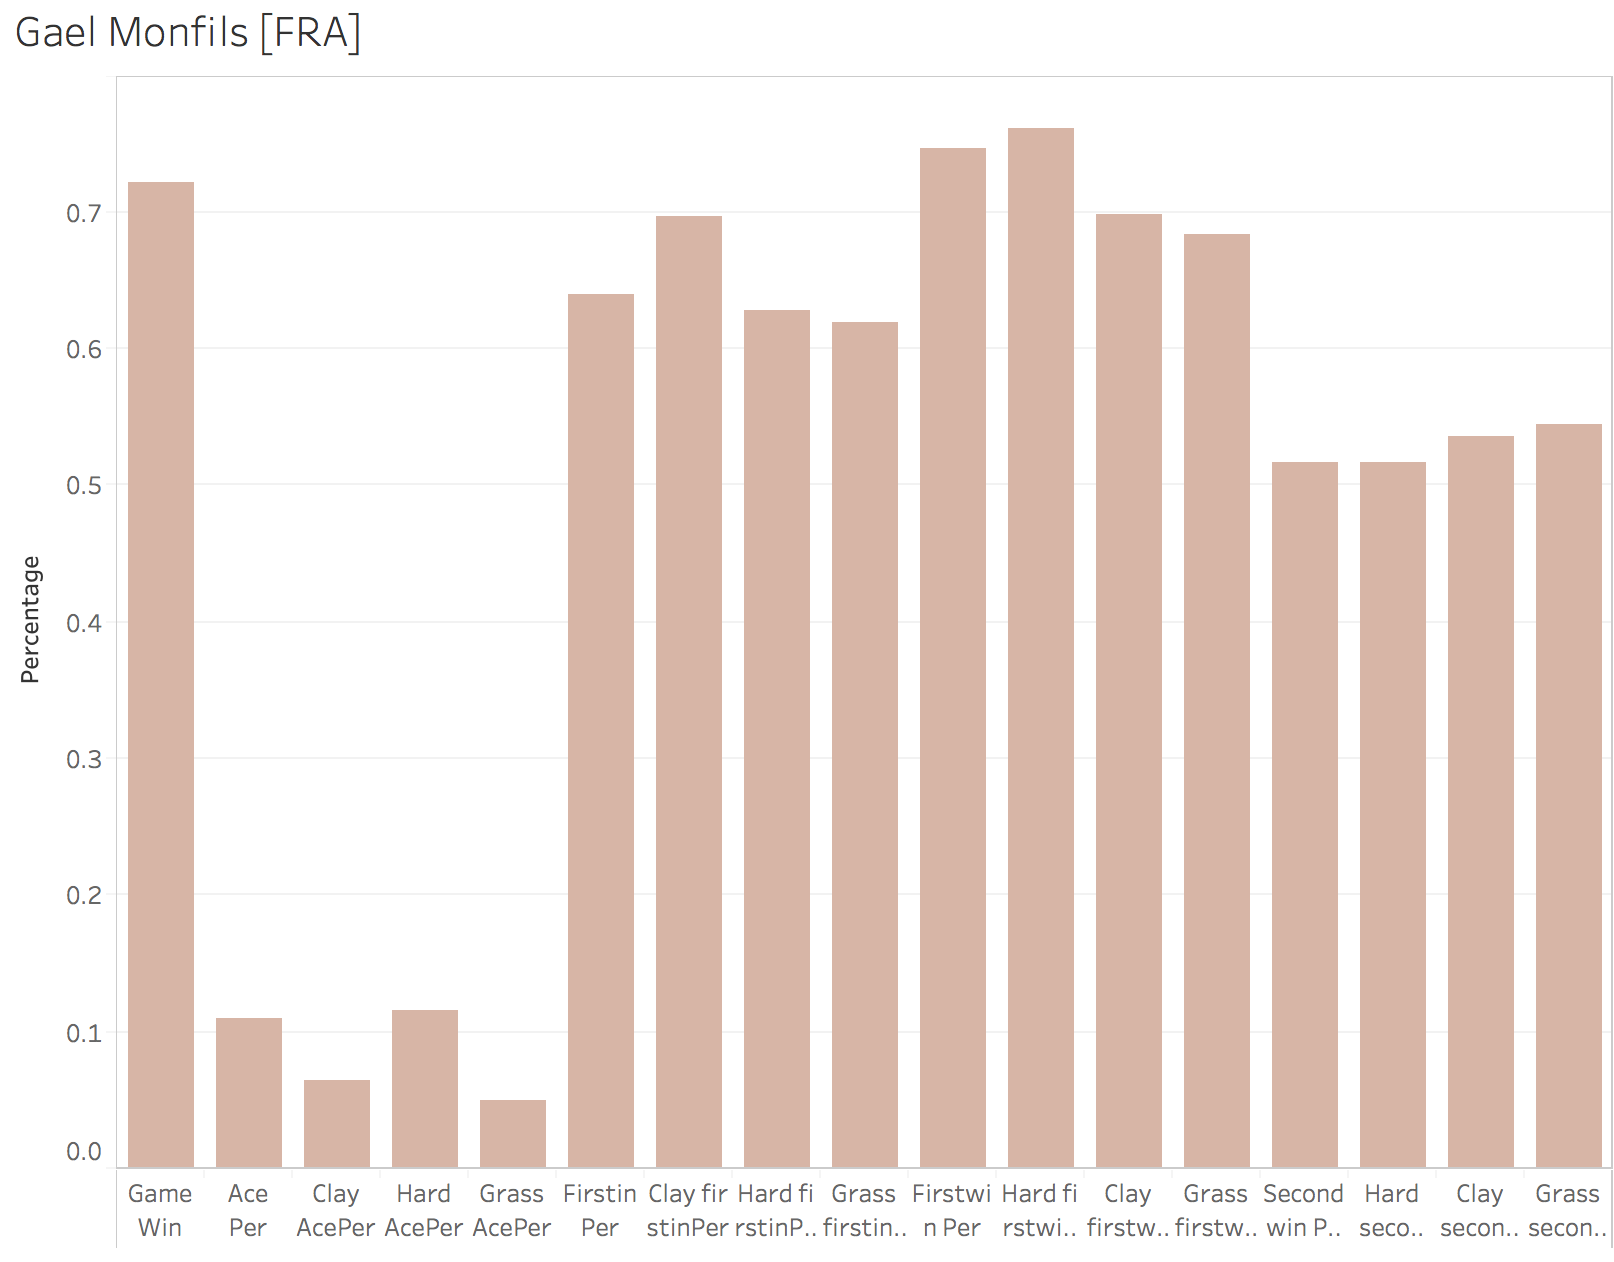 Gael Monfils [FRA]
Percentage
0.7
0.6
0.5
0.4
0.3
0.2
0.1
0.0
Game Ace Clay Hard Grass Firstin Clay fir Hard fi Grass Firstwi Hard fi Clay Grass Second Hard Clay Grass
Win Per AcePer AcePer AcePer Per stinPer rstinP.. firstin.. n Per rstwi.. firstw.. firstw.. win P.. seco.. secon.. secon..